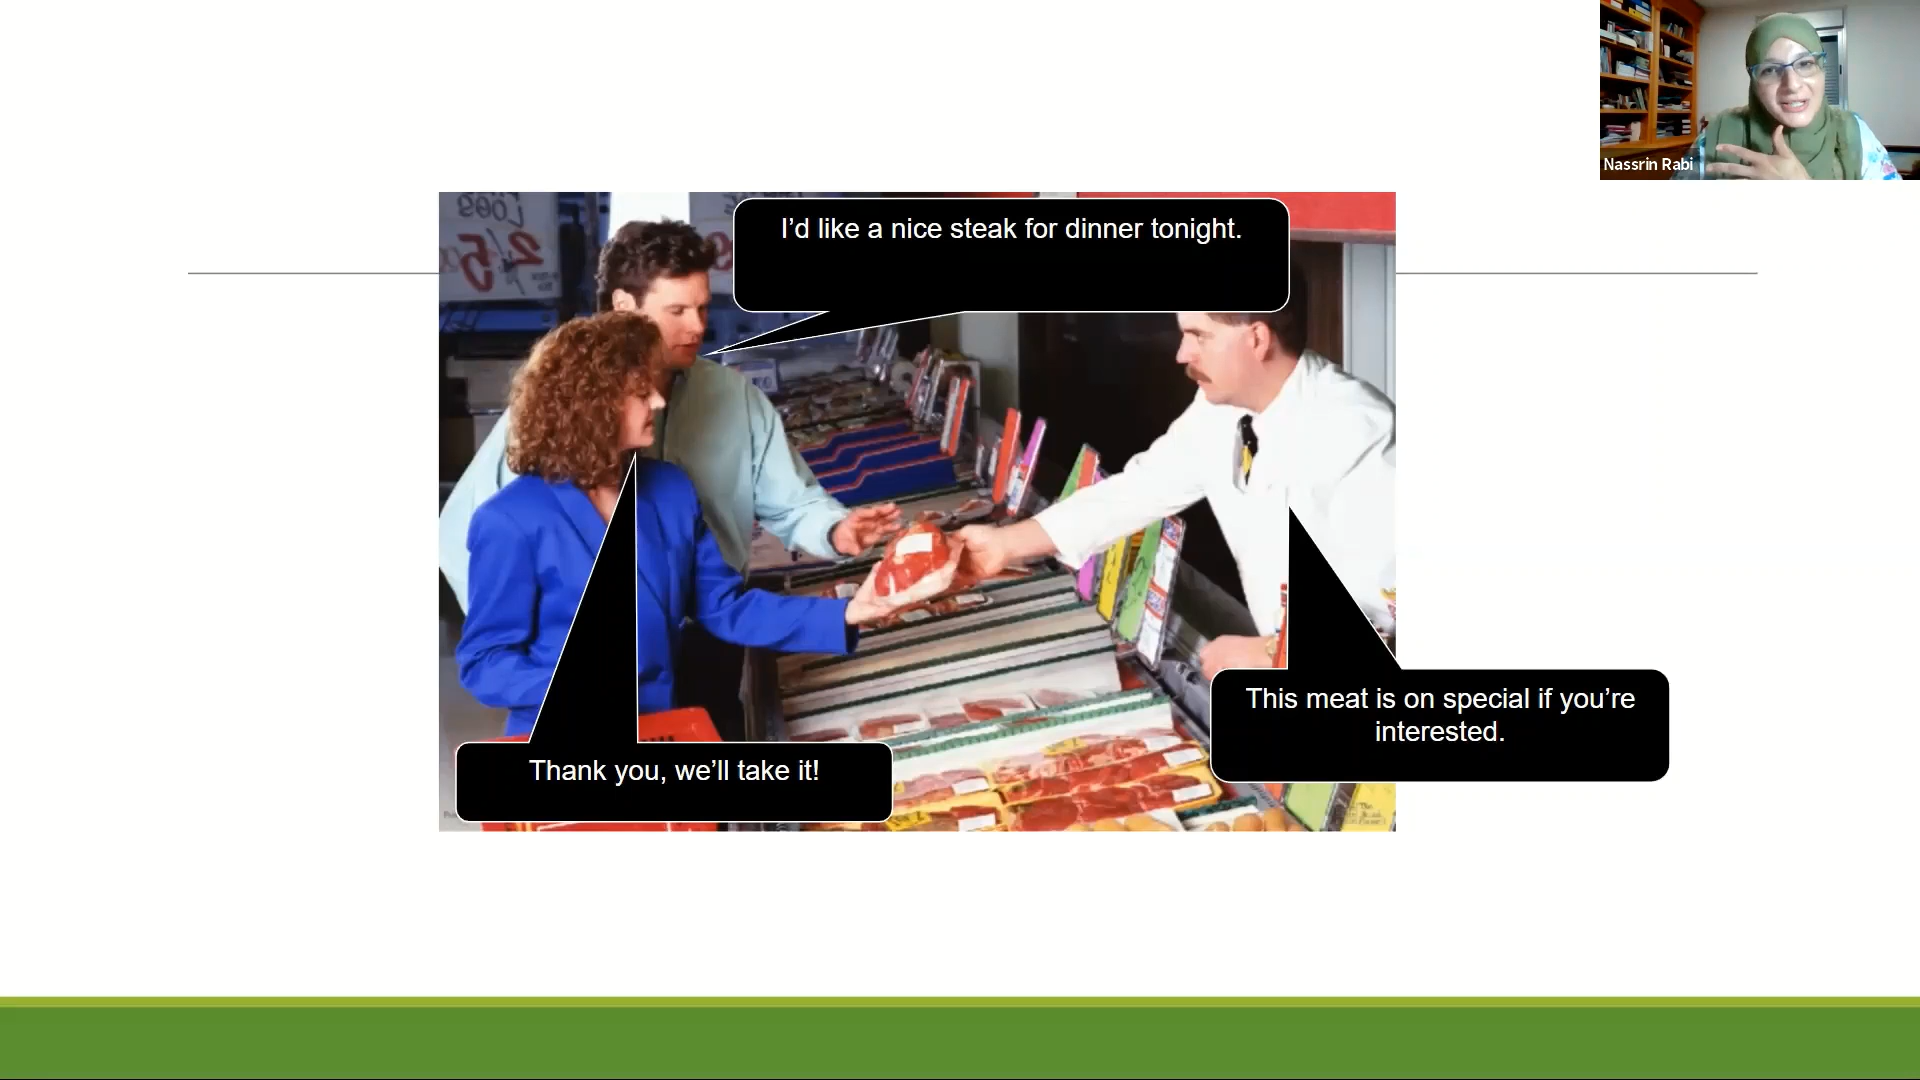 Nassrin Rabi
I’d like a nice steak for dinner tonight.
This meat is on special if you’re
interested.
Thank you, we’ll take it!